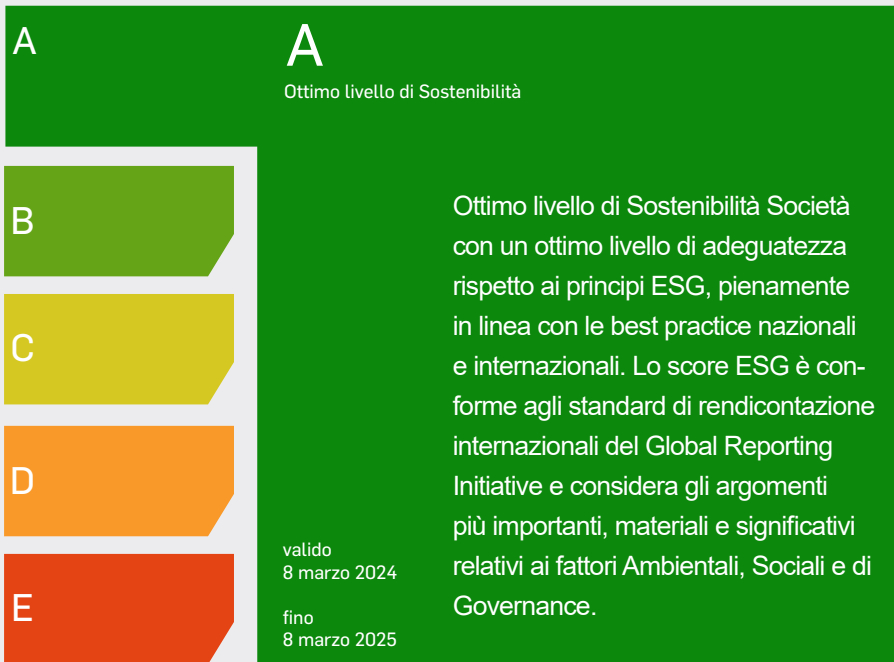 A
A
Ottimo livello di Sostenibilità
B
C
D
E
Ottimo livello di Sostenibilità Società
con un ottimo livello di adeguatezza
rispetto ai principi ESG, pienamente
in linea con le best practice nazionali
e internazionali. Lo score ESG è con-
forme agli standard di rendicontazione
internazionali del Global Reporting
Initiative e considera gli argomenti
più importanti, materiali e significativi
relativi ai fattori Ambientali, Sociali e di
Governance.
valido
8 marzo 2024
fino
8 marzo 2025